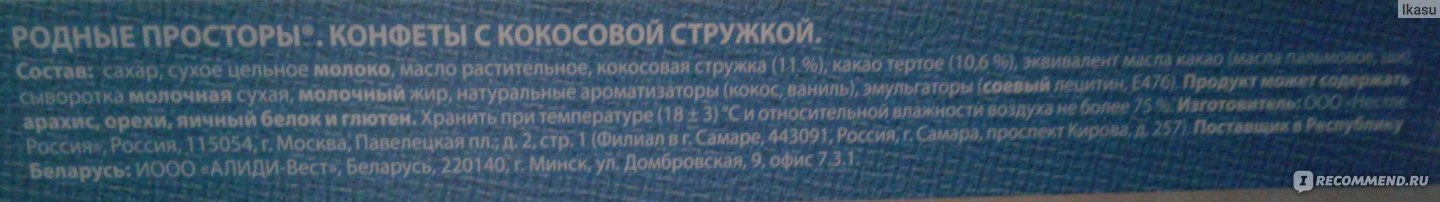 Ikasu
РОДНЫЕ ПРОСТОРЫ®. КОНФЕТЫ С КОКОСОВОЙ СТРУЖКОЙ.
Состав: сахар, сухое цельное молоко, масло растительное, кокосовая стружка (11 %), какао тертое (10,6 %), эквивалент масла какао (масла пальмовое, ши),
сыворотка молочная сухая, молочный жир, натуральные ароматизаторы (кокос, ваниль), эмульгаторы (соевый лецитин, Е476). Продукт может содержать
арахис, орехи, яичный белок и глютен. Хранить при температуре (18 ± 3) °С и относительной влажности воздуха не более 75 %. Изготовитель: ООО «Нестле
Россия», Россия, 115054, г. Москва, Павелецкая пл., д. 2, стр. 1 (Филиал в г. Самаре, 443091, Россия, г. Самара, проспект Кирова, д. 257). Поставщик в Республику
Беларусь: ИООО «АЛИДИ-Вест», Беларусь, 220140, г. Минск, ул. Домбровская, 9, офис 7.3.1.
I RECOMMEND.RU